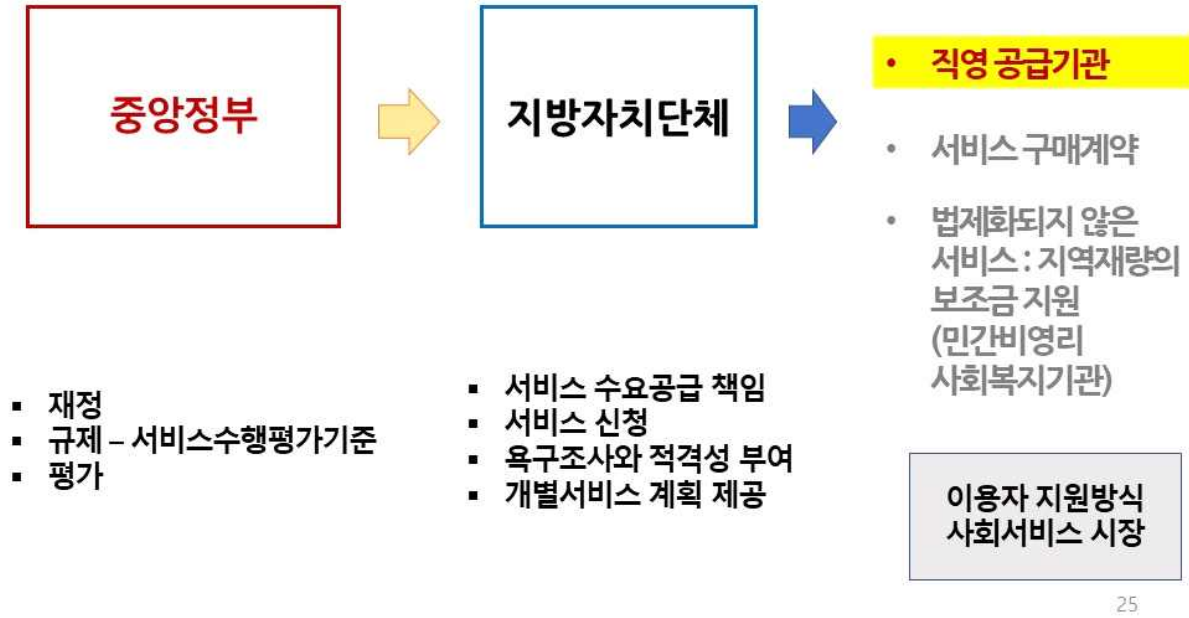 중앙정부
지방자치단체
• 직영 공급기관
• 서비스 구매계약
• 법제화되지 않은
서비스 : 지역재량의
보조금 지원
(민간비영리
사회복지기관)
▪ 재정
▪ 규제 – 서비스수행평가기준
▪ 평가
▪ 서비스 수요공급 책임
▪ 서비스 신청
▪ 욕구조사와 적격성 부여
▪ 개별서비스 계획 제공
이용자 지원방식
사회서비스 시장
25